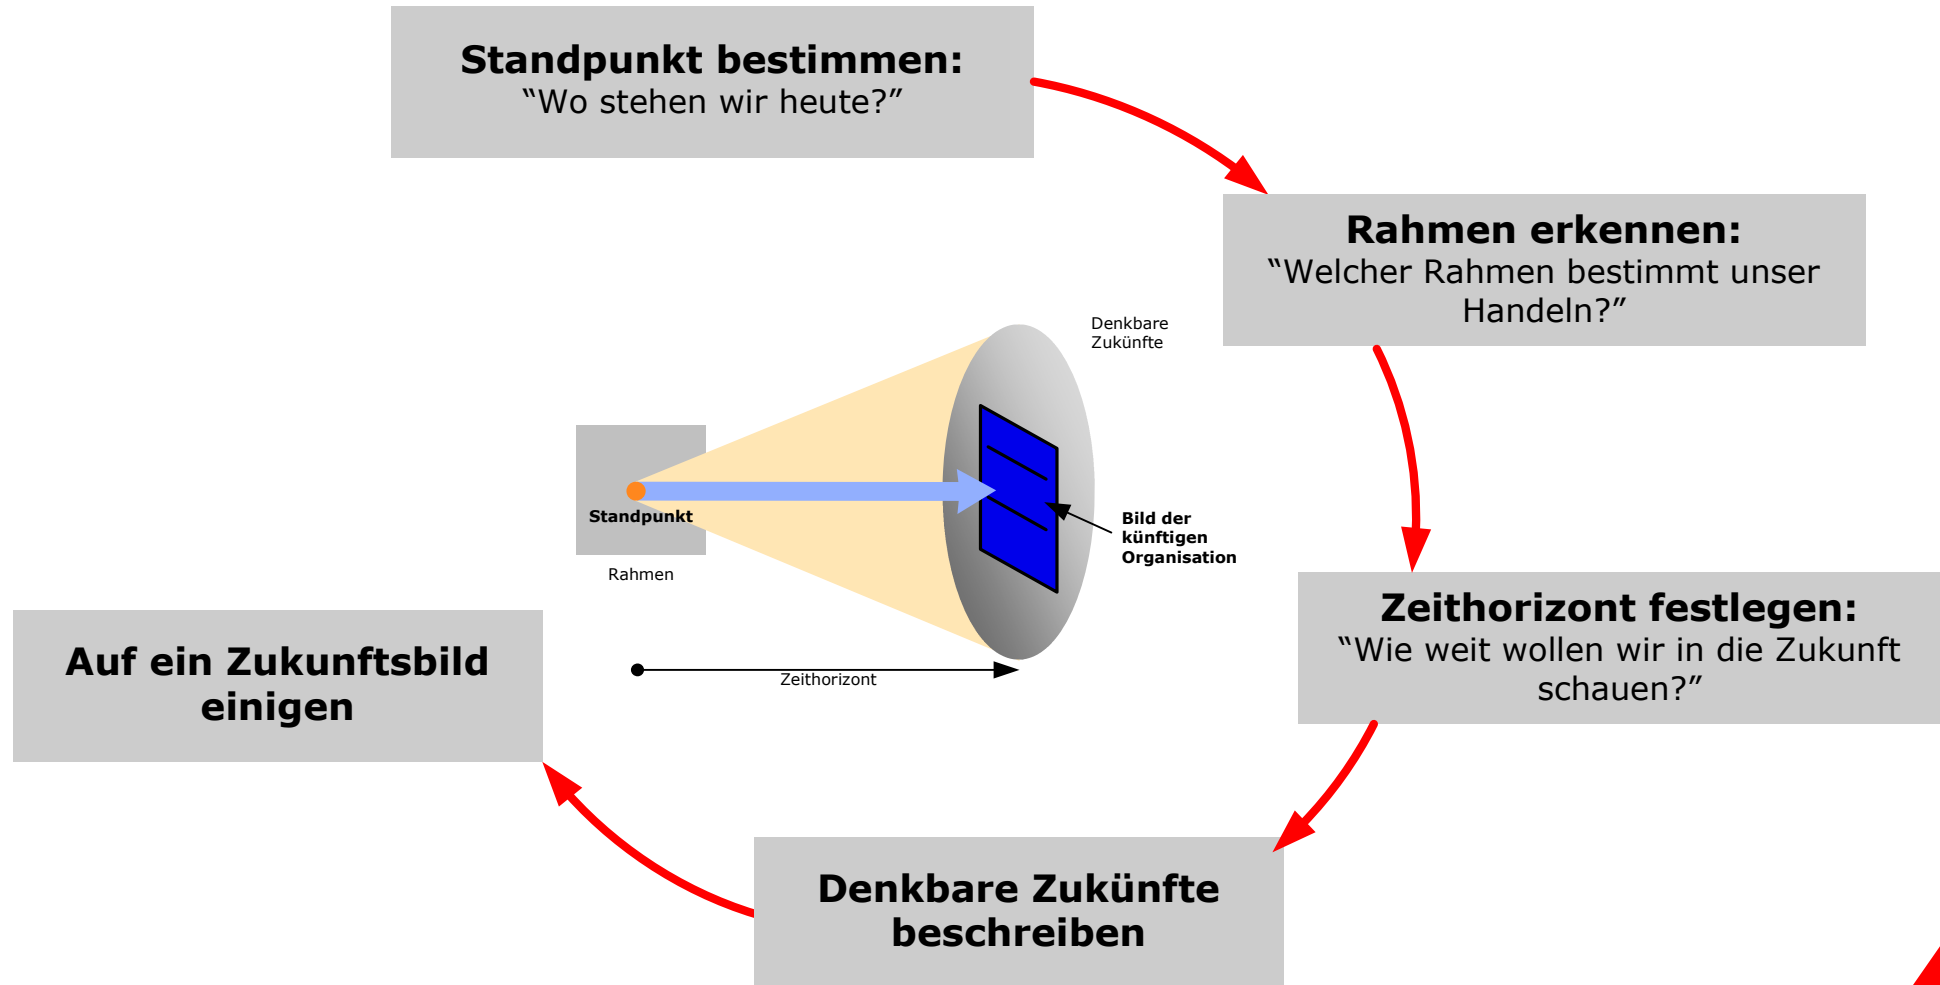 Standpunkt bestimmen:
“Wo stehen wir heute?”
Rahmen erkennen:
“Welcher Rahmen bestimmt unser
Handeln?”
Denkbare
Zukünfte
Standpunkt
Rahmen
Bild der
künftigen
Organisation
Zeithorizont
Zeithorizont festlegen:
“Wie weit wollen wir in die Zukunft
schauen?”
Auf ein Zukunftsbild
einigen
Denkbare Zukünfte
beschreiben